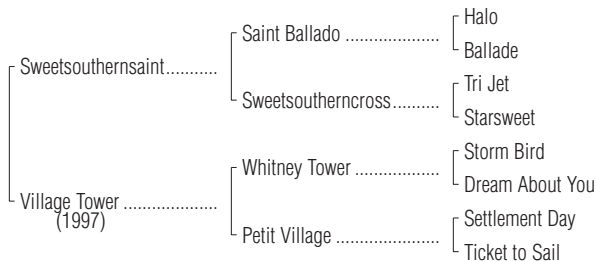 Halo
Saint Ballado ....................
Ballade
Sweetsouthernsaint...........
Tri Jet
Sweetsoutherncross..........
Starsweet
Storm Bird
Whitney Tower ..................
Dream About You
Village Tower ....................
(1997)
Settlement Day
Petit Village ......................
Ticket to Sail